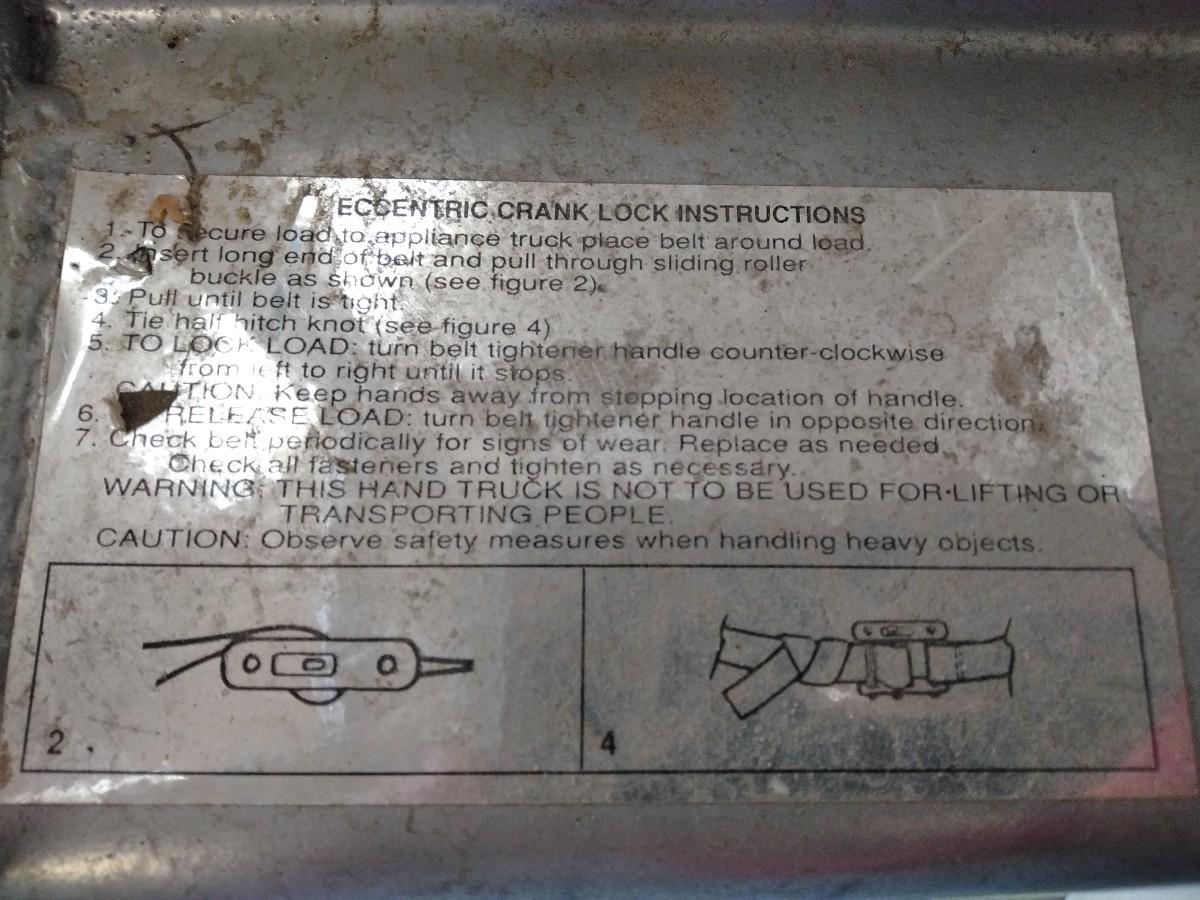 ECCENTRIC CRANK LOCK INSTRUCTIONS
1. To secure load to appliance truck place belt around load.
2. Insert long end of belt and pull through sliding roller
buckle as shown (see figure 2).
3. Pull until belt is tight.
4. Tie half hitch knot (see figure 4)
5. TO LOCK LOAD: turn belt tightener handle counter-clockwise
from left to right until it stops.
CAUTION: Keep hands away from stopping location of handle.
6. RELEASE LOAD: turn belt tightener handle in opposite direction.
7. Check belt periodically for signs of wear. Replace as needed.
Check all fasteners and tighten as necessary.
WARNING: THIS HAND TRUCK IS NOT TO BE USED FOR LIFTING OR
TRANSPORTING PEOPLE.
CAUTION: Observe safety measures when handling heavy objects.
2
4